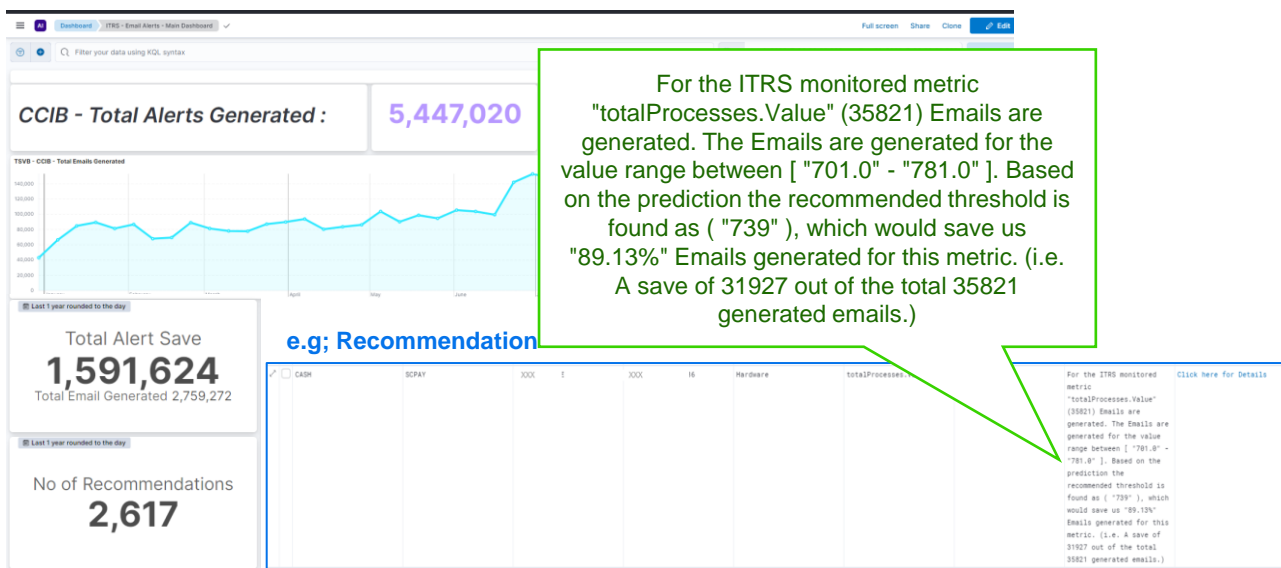 AI Dashboard ITRS - Email Alerts - Main Dashboard Full screen Share Clone Edit
Filter your data using KQL syntax
CCIB - Total Alerts Generated :
5,447,020
For the ITRS monitored metric
"totalProcesses.Value" (35821) Emails are
generated. The Emails are generated for the
value range between [ "701.0" - "781.0" ]. Based
on the prediction the recommended threshold is
found as ( "739" ), which would save us
"89.13%" Emails generated for this metric. (i.e.
A save of 31927 out of the total 35821
generated emails.)
TSVB - CCIB - Total Emails Generated
140,000
120,000
100,000
80,000
60,000
40,000
20,000
0
April May June
Last 1 year rounded to the day
Total Alert Save
1,591,624
Total Email Generated 2,759,272
Last 1 year rounded to the day
No of Recommendations
2,617
e.g; Recommendation
CASH SCPAY XXX XXX 16 Hardware
For the ITRS monitored
metric
"totalProcesses.Value"
(35821) Emails are
generated. The Emails are
generated for the value
range between [ "701.0" -
"781.0" ]. Based on the
prediction the
recommended threshold is
found as ( "739" ), which
would save us "89.13%"
Emails generated for this
metric. (i.e. A save of
31927 out of the total
35821 generated emails.)
Click here for Details